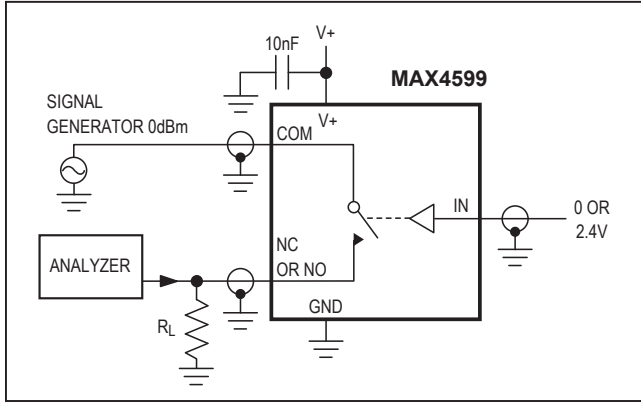 V+
10nF
MAX4599
SIGNAL
GENERATOR 0dBm
V+
COM
IN
0 OR
2.4V
NC
OR NO
ANALYZER
GND
RL